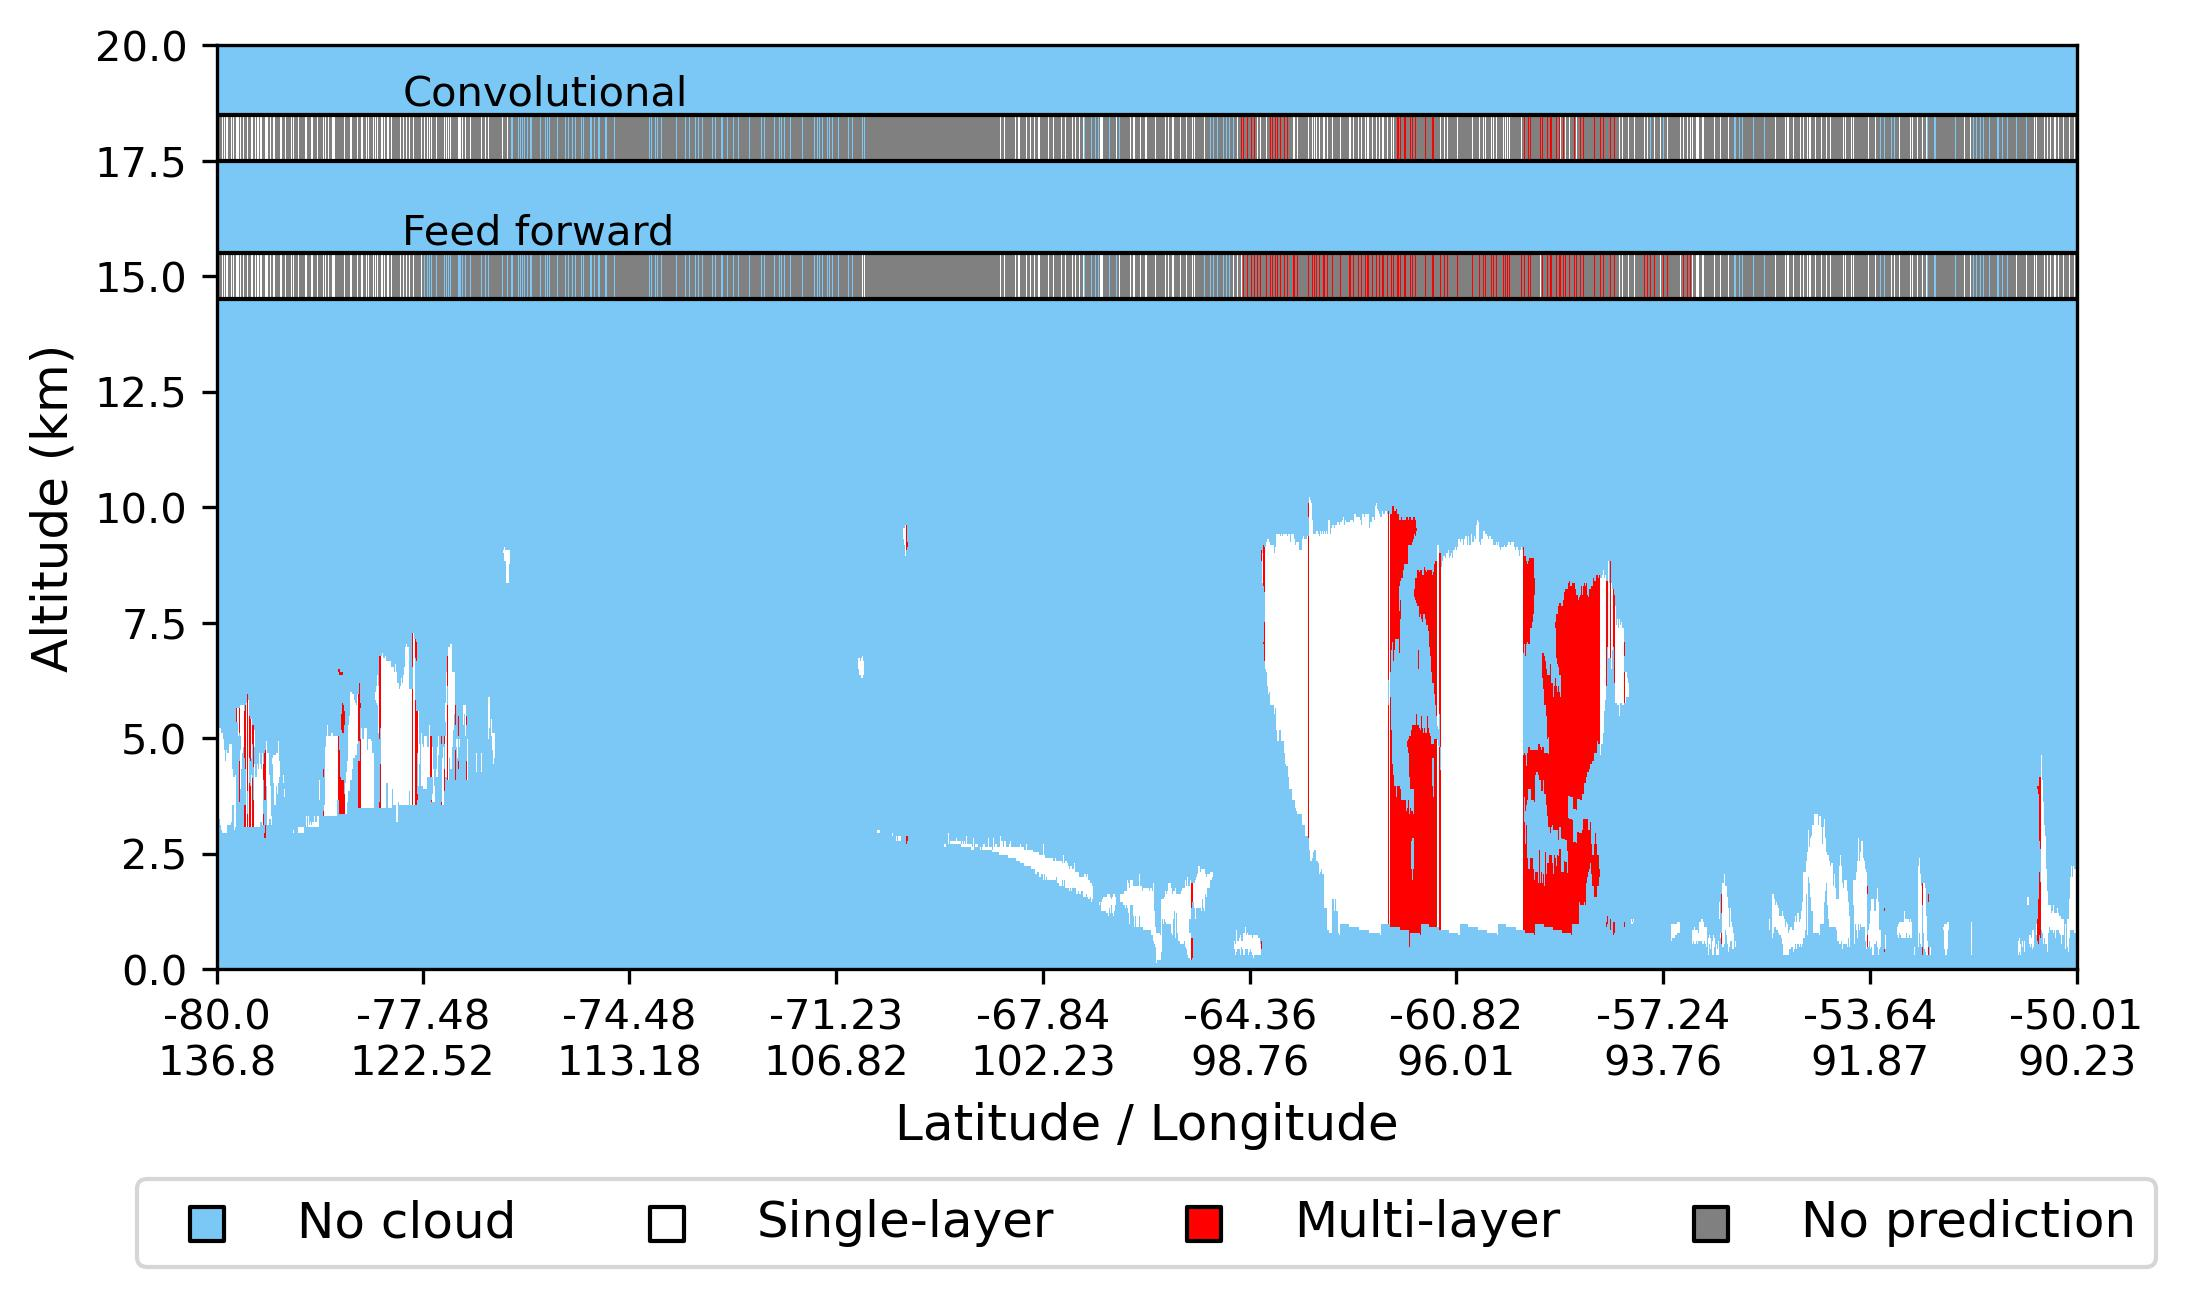 20.0
Convolutional
17.5
Feed forward
15.0
12.5
10.0
7.5
5.0
2.5
0.0
Altitude (km)
-80.0 -77.48 -74.48 -71.23 -67.84 -64.36 -60.82 -57.24 -53.64 -50.01
136.8 122.52 113.18 106.82 102.23 98.76 96.01 93.76 91.87 90.23
Latitude / Longitude
No cloud Single-layer Multi-layer No prediction